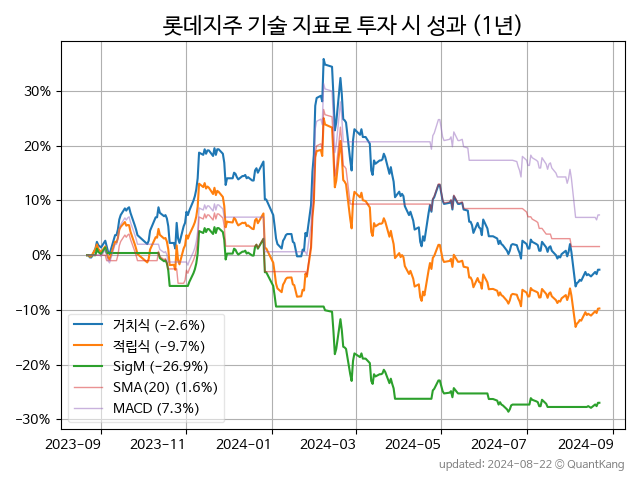 롯데지주 기술 지표로 투자 시 성과 (1년)
30%
20%
10%
0%
−10%
−20%
−30%
거치식 (−2.6%)
적립식 (−9.7%)
SigM (−26.9%)
SMA(20) (1.6%)
MACD (7.3%)
2023−09 2023−11 2024−01 2024−03 2024−05 2024−07 2024−09
updated: 2024−08−22 © QuantKang